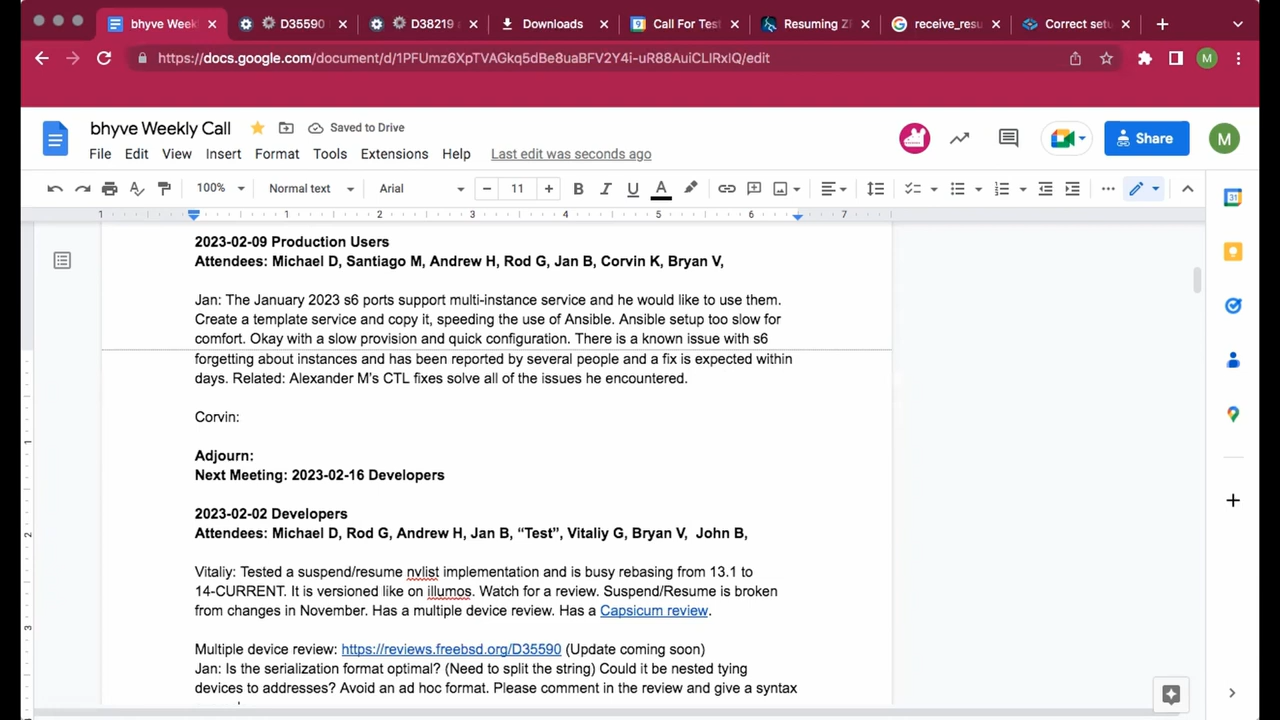 bhyve Weekly Call
D35590
D38219
Downloads
Call For Test
Resuming ZF
receive_resu
Correct setu
https://docs.google.com/document/d/1PFUmz6XpTVAGkq5dBe8uaBFV2Y4i-uR88AuiCLIRxIQ/edit
M
bhyve Weekly Call
Saved to Drive
Share
M
File Edit View Insert Format Tools Extensions Help Last edit was seconds ago
100% Normal text Arial 11
1 1 2 3 4 5 6 7
2023-02-09 Production Users
Attendees: Michael D, Santiago M, Andrew H, Rod G, Jan B, Corvin K, Bryan V,
Jan: The January 2023 s6 ports support multi-instance service and he would like to use them.
Create a template service and copy it, speeding the use of Ansible. Ansible setup too slow for
comfort. Okay with a slow provision and quick configuration. There is a known issue with s6
forgetting about instances and has been reported by several people and a fix is expected within
days. Related: Alexander M's CTL fixes solve all of the issues he encountered.
Corvin:
Adjourn:
Next Meeting: 2023-02-16 Developers
2023-02-02 Developers
Attendees: Michael D, Rod G, Andrew H, Jan B, “Test”, Vitaliy G, Bryan V, John B,
Vitaliy: Tested a suspend/resume nvlist implementation and is busy rebasing from 13.1 to
14-CURRENT. It is versioned like on illumos. Watch for a review. Suspend/Resume is broken
from changes in November. Has a multiple device review. Has a Capsicum review.
Multiple device review: https://reviews.freebsd.org/D35590 (Update coming soon)
Jan: Is the serialization format optimal? (Need to split the string) Could it be nested tying
devices to addresses? Avoid an ad hoc format. Please comment in the review and give a syntax